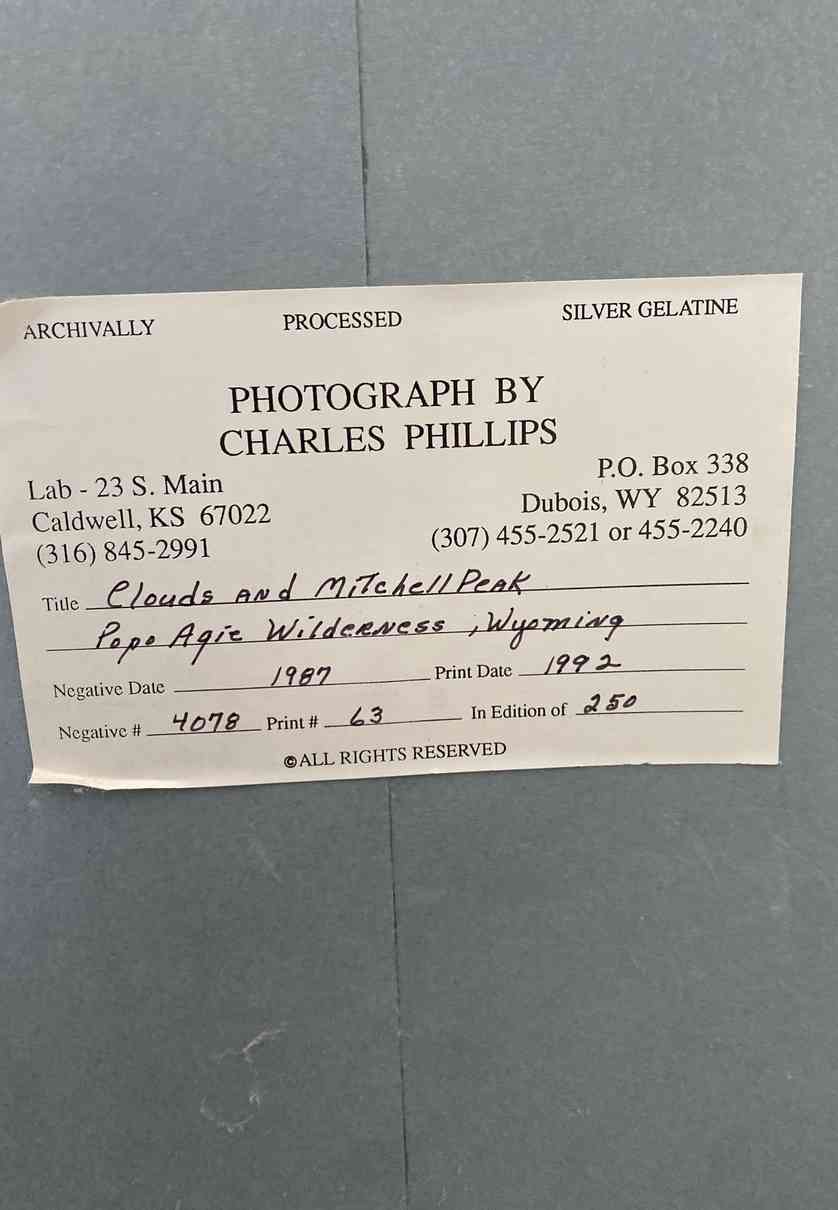 ARCHIVALLY PROCESSED SILVER GELATINE
PHOTOGRAPH BY
CHARLES PHILLIPS
Lab - 23 S. Main
Caldwell, KS 67022
(316) 845-2991
P.O. Box 338
Dubois, WY 82513
(307) 455-2521 or 455-2240
Title Clouds and Mitchell Peak
Popo Agie Wilderness, Wyoming
Negative Date 1987 Print Date 1992
Negative # 4078 Print # 63 In Edition of 250
©ALL RIGHTS RESERVED